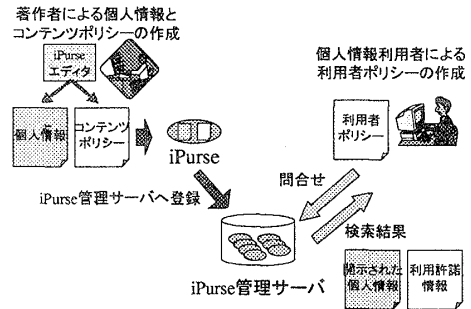 著作者による個人情報と
コンテンツポリシーの作成
iPurse
エディタ
個人情報
コンテンツ
ポリシー
iPurse
iPurse管理サーバへ登録
個人情報利用者による
利用者ポリシーの作成
利用者
ポリシー
問合せ
検索結果
iPurse管理サーバ
開示された
個人情報
利用許諾
情報